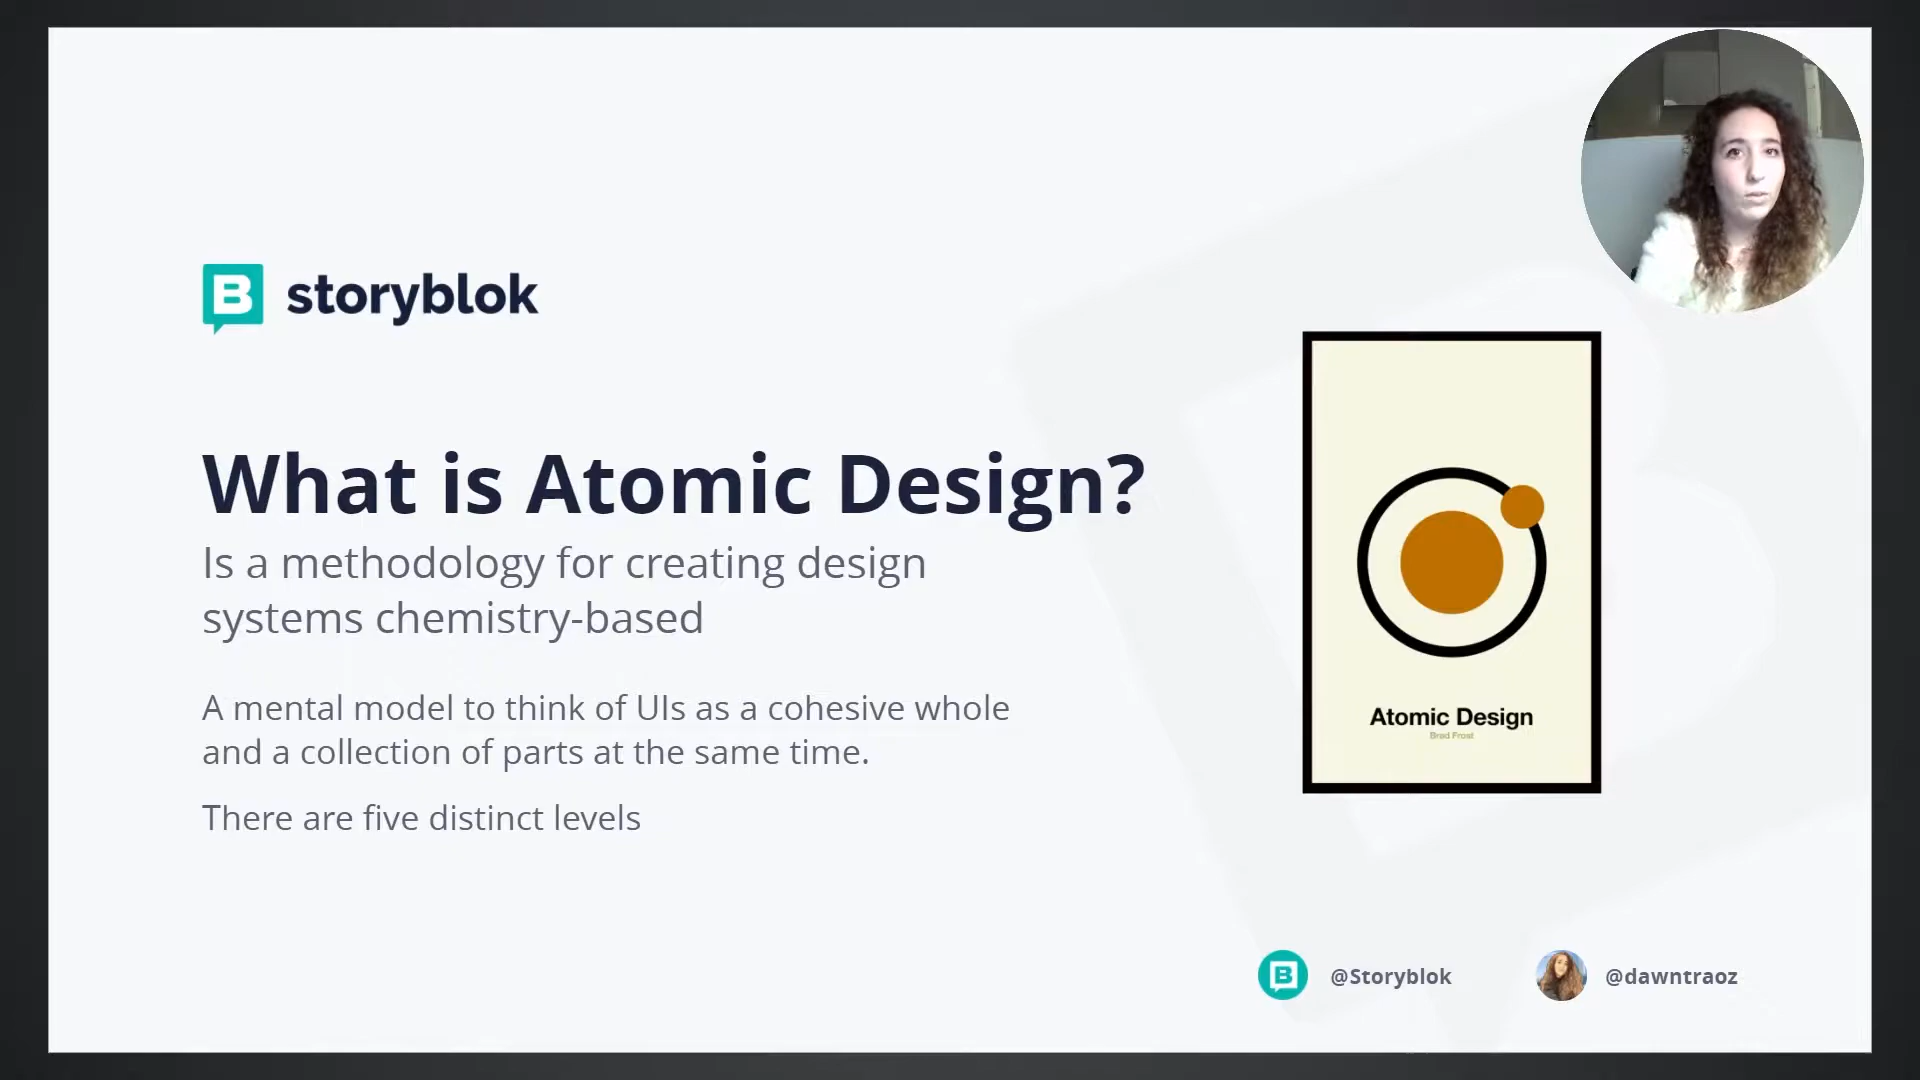 B storyblok
What is Atomic Design?
Is a methodology for creating design
systems chemistry-based
A mental model to think of UIs as a cohesive whole
and a collection of parts at the same time.
There are five distinct levels
Atomic Design
Brad Frost
B @Storyblok
@dawntraoz